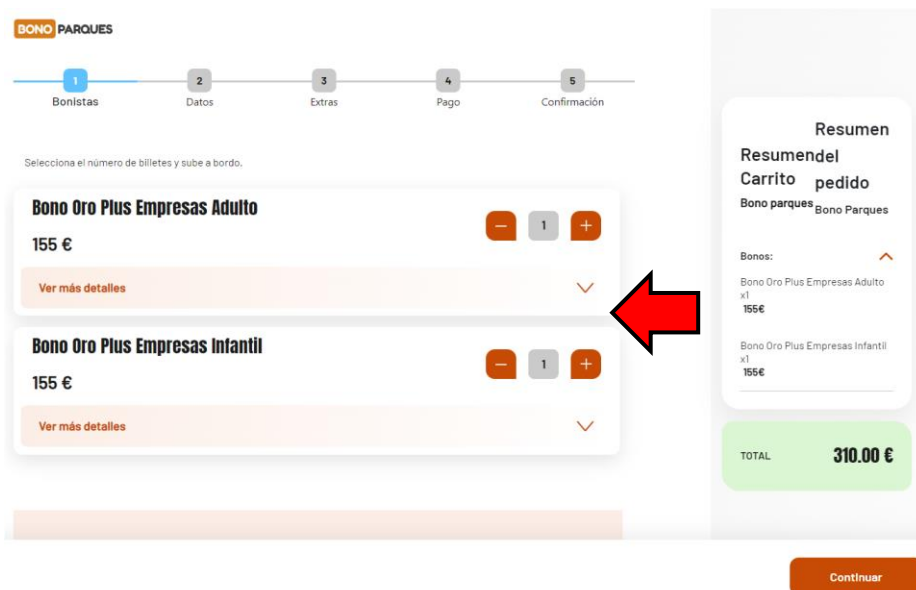 BONO PARQUES
1 2 3 4 5
Bonistas Datos Extras Pago Confirmación
Selecciona el número de billetes y sube a bordo.
Bono Oro Plus Empresas Adulto
155 €
− 1 +
Ver más detalles
Bono Oro Plus Empresas Infantil
155 €
− 1 +
Ver más detalles
Resumen
Carrito
Bono parques
Resumen
del
pedido
Bono Parques
Bonos:
Bono Oro Plus Empresas Adulto
x1
155€
Bono Oro Plus Empresas Infantil
x1
155€
TOTAL 310.00 €
Continuar